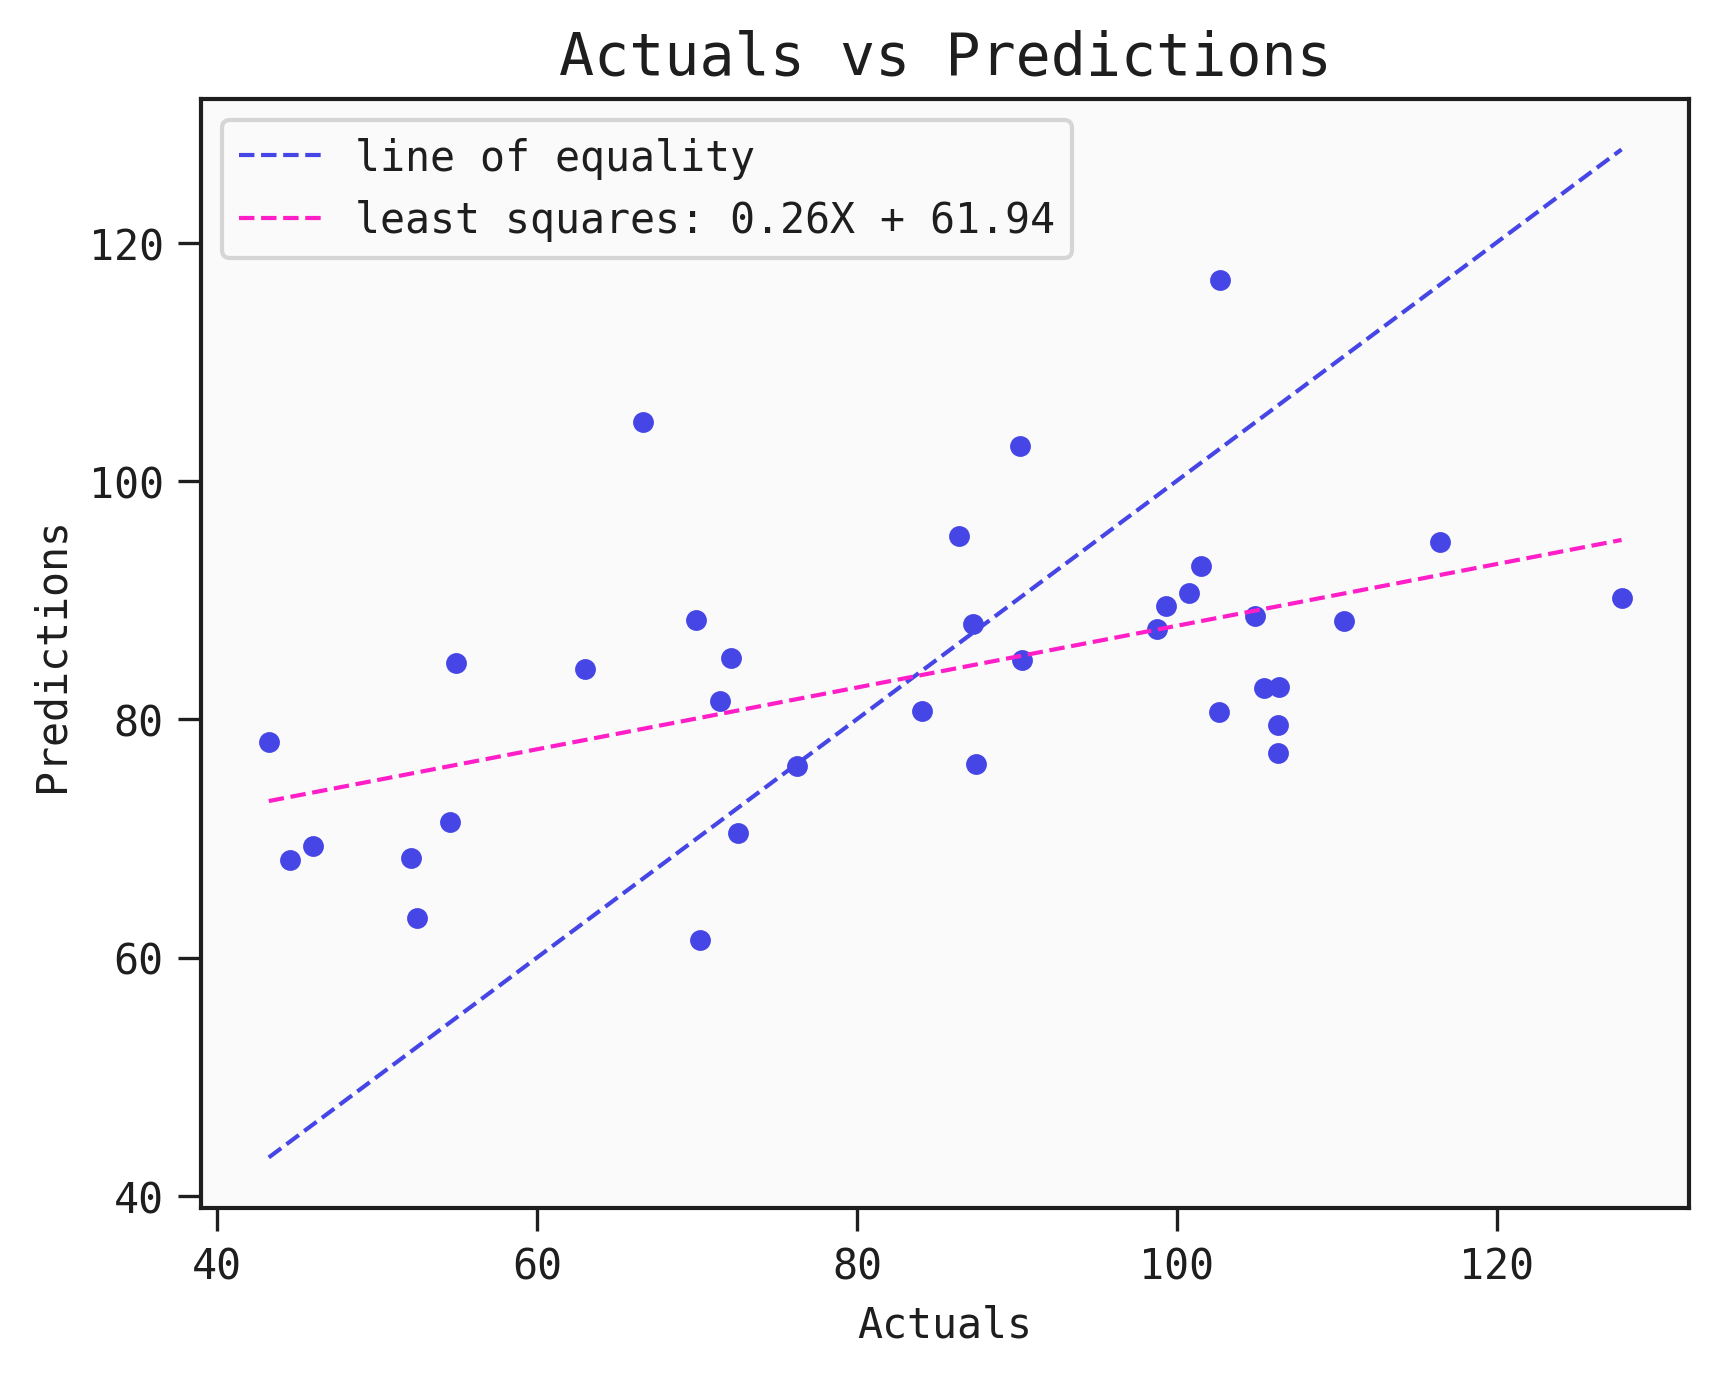 Actuals vs Predictions
line of equality
least squares: 0.26X + 61.94
120
100
80
60
40
Predictions
40 60 80 100 120
Actuals